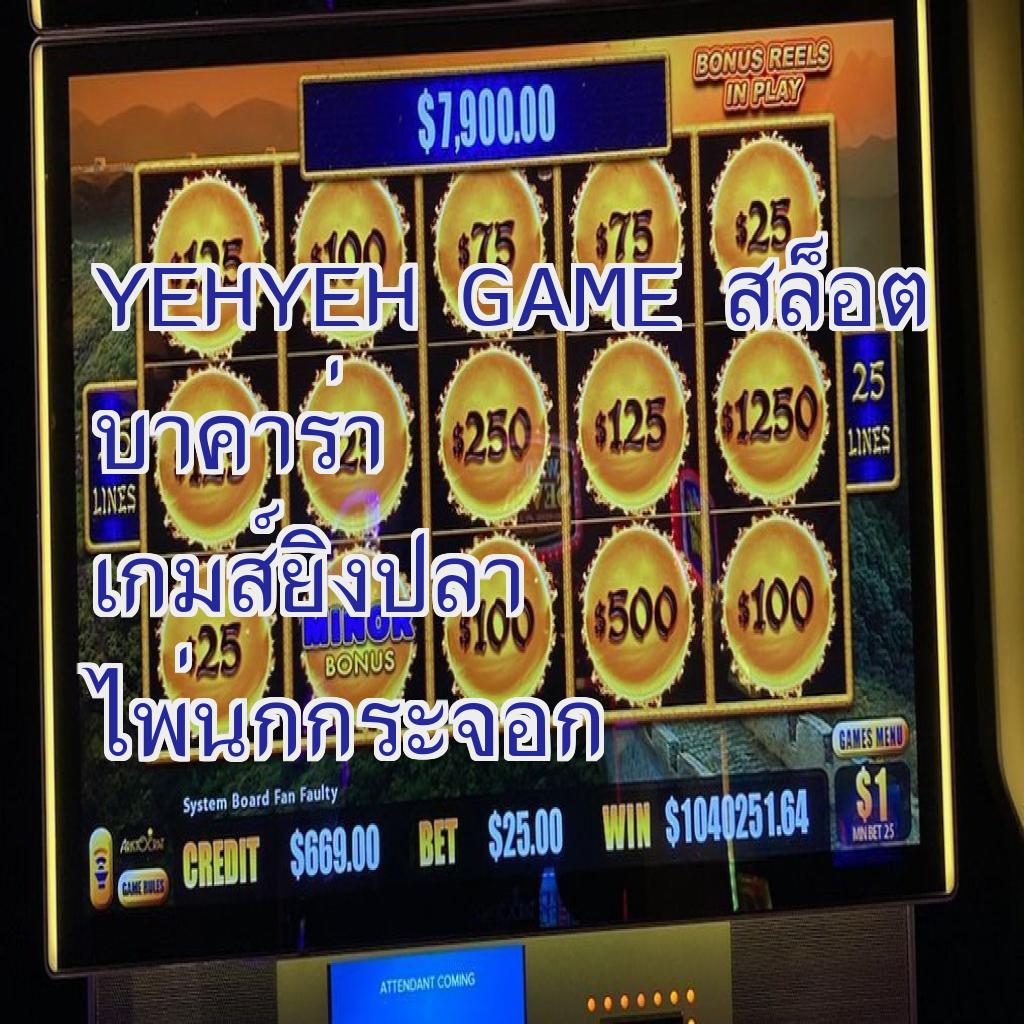 BONUS REELS
IN PLAY
$7,900.00
$125 $100 $75 $75 $25
YEHYEH GAME สล็อต
25
LINES
$250 $125 $1250
บาคาร่า
LINES
เกมส์ยิงปลา
$25 MINOR BONUS $100 $500 $100
ไพ่นกกระจอก
GAMES MENU
System Board Fan Faulty
$1
MIN BET 25
ARISTOCRAT
CREDIT $669.00 BET $25.00 WIN $1040251.64
GAME RULES
ATTENDANT COMING